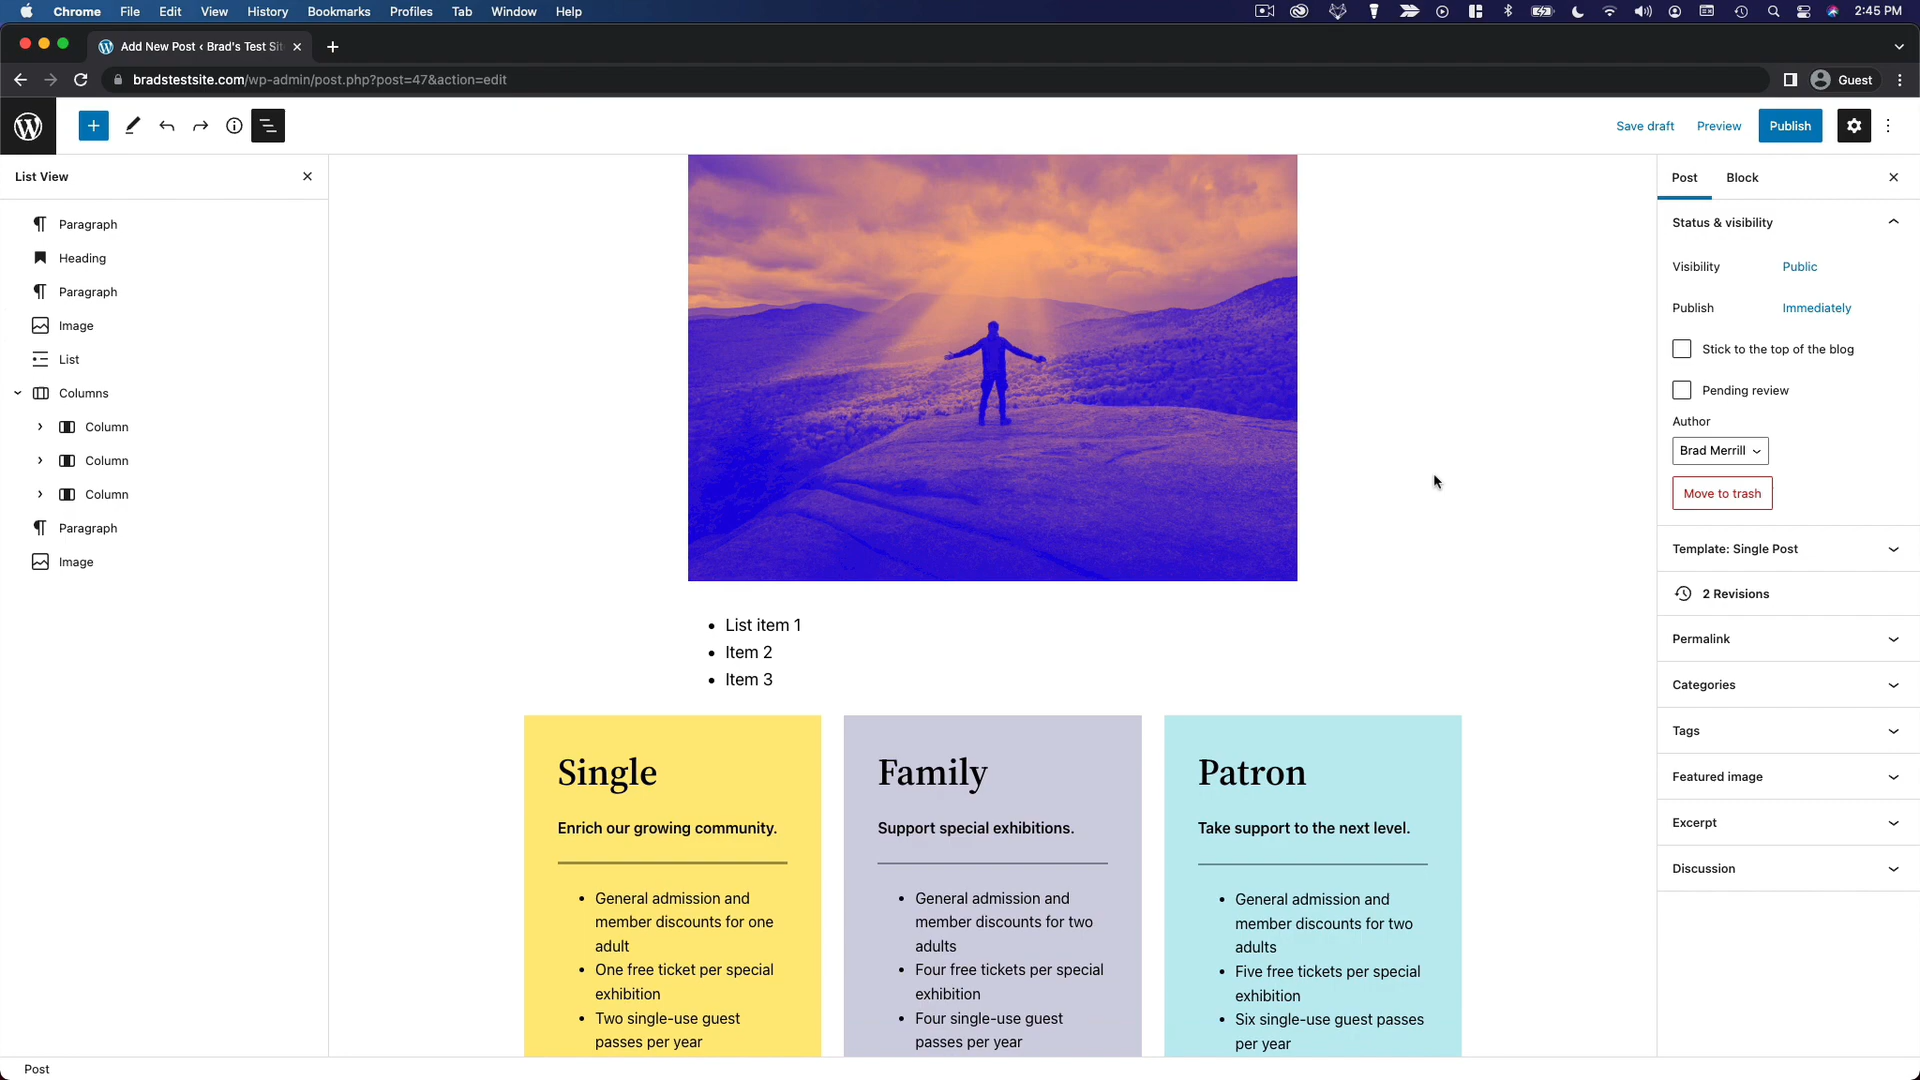 Chrome File Edit View History Bookmarks Profiles Tab Window Help 2:45 PM
Add New Post ‹ Brad's Test Sit
bradstestsite.com/wp-admin/post.php?post=47&action=edit Guest
Save draft Preview Publish
List View
Paragraph
Heading
Paragraph
Image
List
Columns
Column
Column
Column
Paragraph
Image
List item 1
Item 2
Item 3
Single
Enrich our growing community.
General admission and
member discounts for one
adult
One free ticket per special
exhibition
Two single-use guest
passes per year
Family
Support special exhibitions.
General admission and
member discounts for two
adults
Four free tickets per special
exhibition
Four single-use guest
passes per year
Patron
Take support to the next level.
General admission and
member discounts for two
adults
Five free tickets per special
exhibition
Six single-use guest passes
per year
Post Block
Status & visibility
Visibility Public
Publish Immediately
Stick to the top of the blog
Pending review
Author
Brad Merrill
Move to trash
Template: Single Post
2 Revisions
Permalink
Categories
Tags
Featured image
Excerpt
Discussion
Post